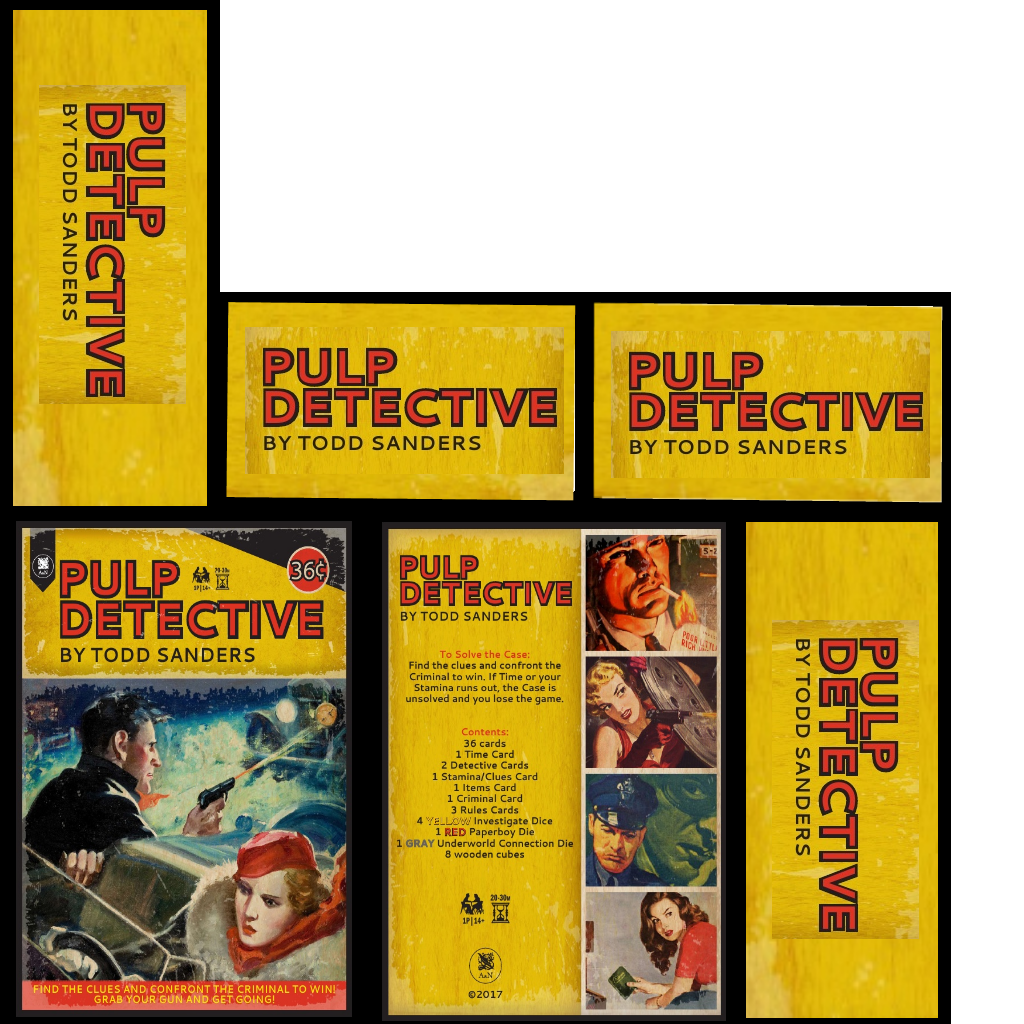 PULP
DETECTIVE
BY TODD SANDERS
PULP
DETECTIVE
BY TODD SANDERS
PULP
DETECTIVE
BY TODD SANDERS
PULP
DETECTIVE
BY TODD SANDERS
1P|14+
36¢
FIND THE CLUES AND CONFRONT THE CRIMINAL TO WIN!
GRAB YOUR GUN AND GET GOING!
PULP
DETECTIVE
BY TODD SANDERS
To Solve the Case:
Find the clues and confront the
Criminal to win. If Time or your
Stamina runs out, the Case is
unsolved and you lose the game.
Contents:
36 cards
1 Time Card
2 Detective Cards
1 Stamina/Clues Card
1 Items Card
1 Criminal Card
3 Rules Cards
4 YELLOW Investigate Dice
1 RED Paperboy Die
1 GRAY Underworld Connection Die
8 wooden cubes
1P|14+
20-30M
©2017
PULP
DETECTIVE
BY TODD SANDERS